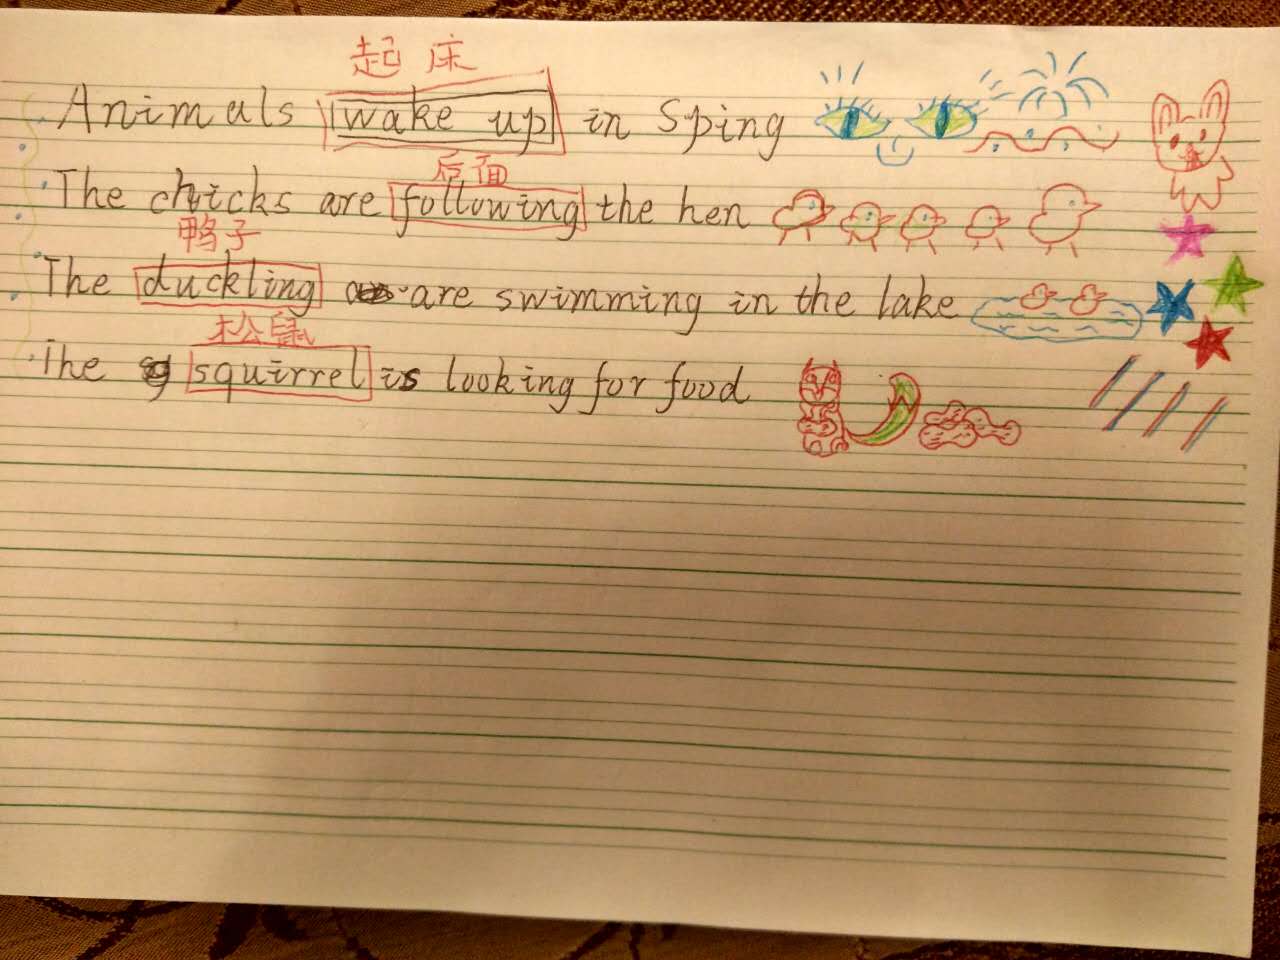 起床
Animals wake up in Sping
后面
The chicks are following the hen
鸭子
The duckling are swimming in the lake
松鼠
The squirrel is looking for food